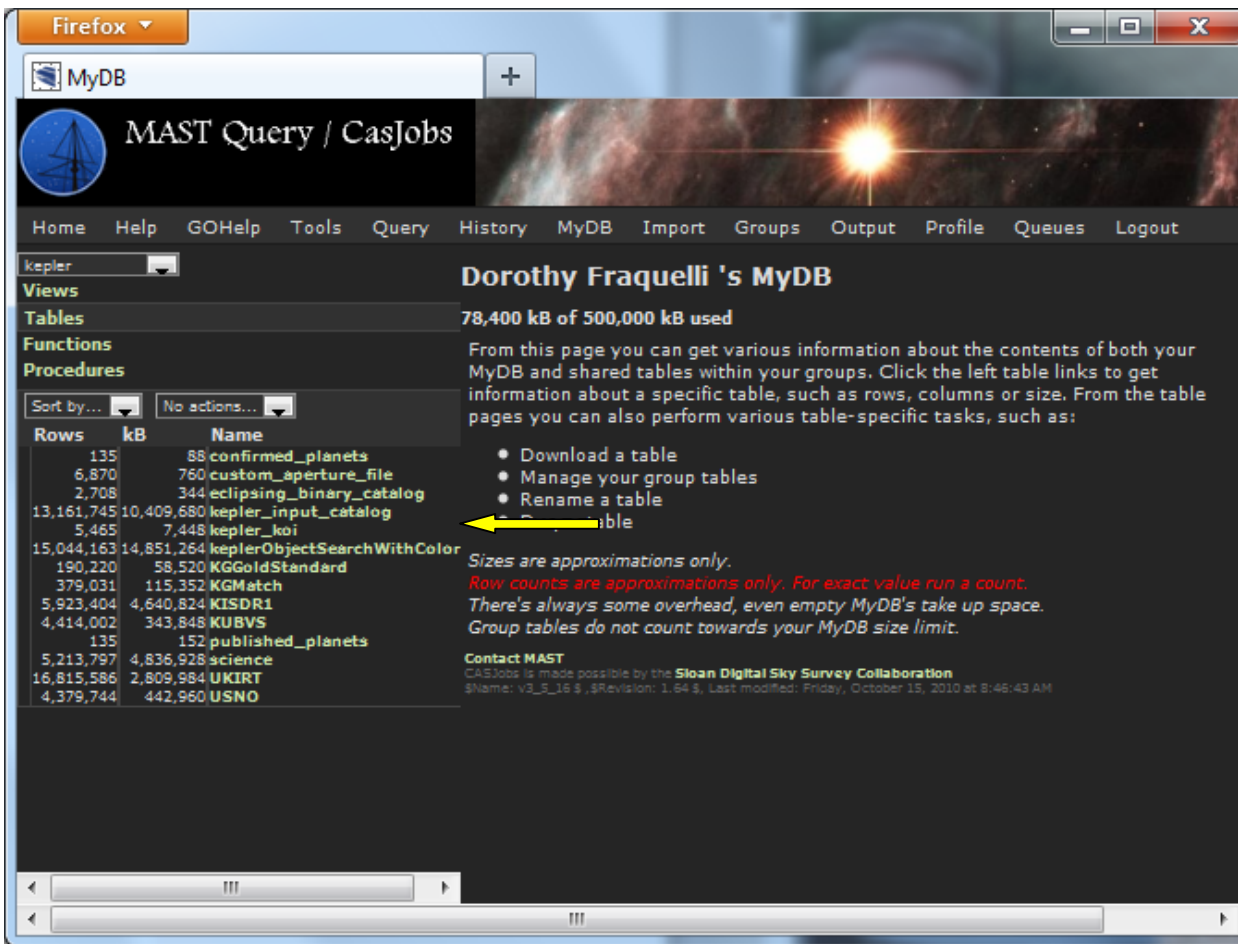 Firefox
MyDB
MAST Query / CasJobs
Home Help GOHelp Tools Query History MyDB Import Groups Output Profile Queues Logout
kepler
Views
Tables
Functions
Procedures
Sort by... No actions...
Rows kB Name
135 88 confirmed_planets
6,870 760 custom_aperture_file
2,708 344 eclipsing_binary_catalog
13,161,745 10,409,680 kepler_input_catalog
5,465 7,448 kepler_koi
15,044,163 14,851,264 keplerObjectSearchWithColor
190,220 58,520 KGGoldStandard
379,031 115,352 KGMatch
5,923,404 4,640,824 KISDR1
4,414,002 343,848 KUBVS
135 152 published_planets
5,213,797 4,836,928 science
16,815,586 2,809,984 UKIRT
4,379,744 442,960 USNO
Dorothy Fraquelli 's MyDB
78,400 kB of 500,000 kB used
From this page you can get various information about the contents of both your
MyDB and shared tables within your groups. Click the left table links to get
information about a specific table, such as rows, columns or size. From the table
pages you can also perform various table-specific tasks, such as:
Download a table
Manage your group tables
Rename a table
table
Sizes are approximations only.
Row counts are approximations only. For exact value run a count.
There's always some overhead, even empty MyDB's take up space.
Group tables do not count towards your MyDB size limit.
Contact MAST
CASJobs is made possible by the Sloan Digital Sky Survey Collaboration
$Name: v3_5_16 $ ,$Revision: 1.64 $, Last modified: Friday, October 15, 2010 at 8:46:43 AM